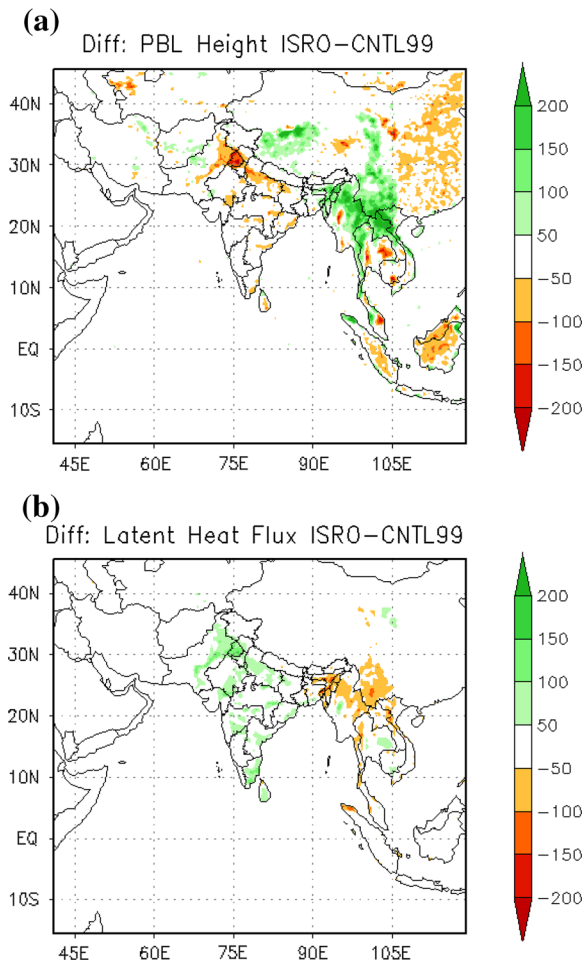 (a)
Diff: PBL Height ISRO−CNTL99
40N
30N
20N
10N
EQ
10S
45E 60E 75E 90E 105E
200
150
100
50
−50
−100
−150
−200
(b)
Diff: Latent Heat Flux ISRO−CNTL99
40N
30N
20N
10N
EQ
10S
45E 60E 75E 90E 105E
200
150
100
50
−50
−100
−150
−200